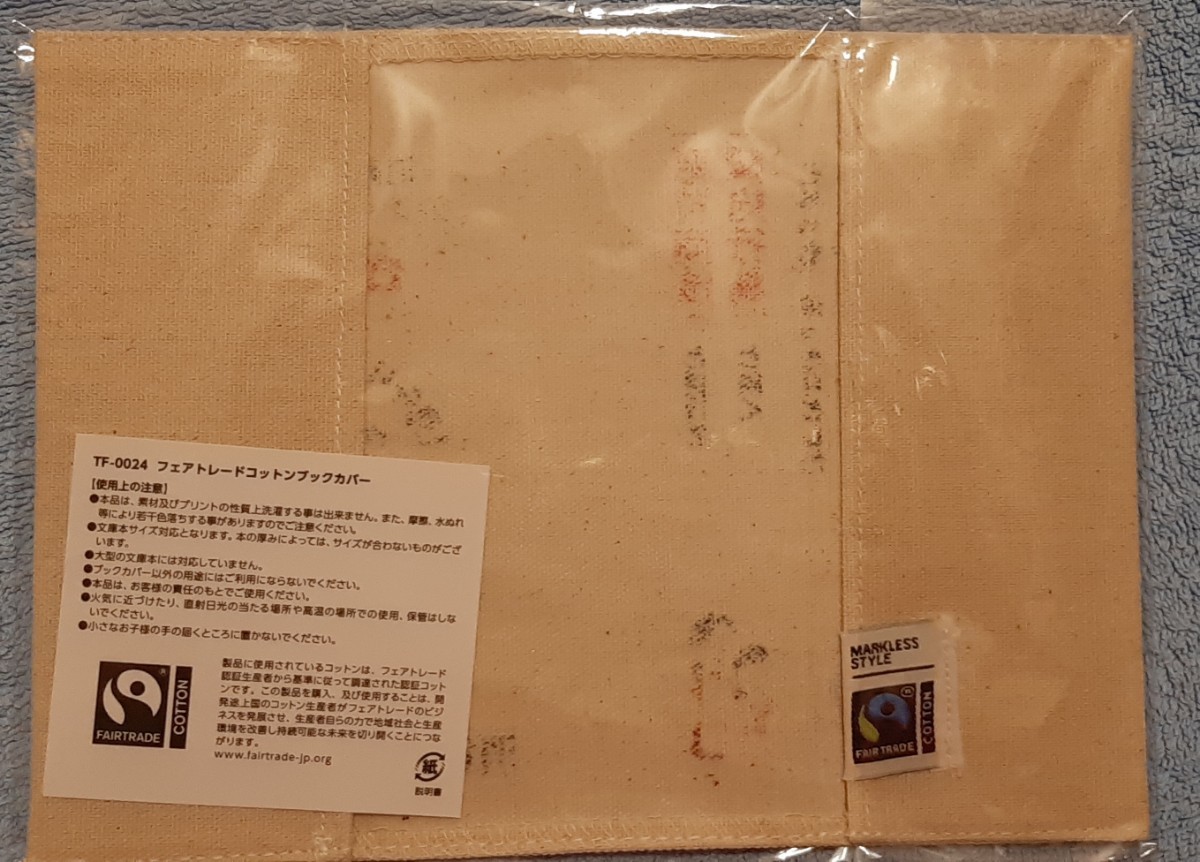 TF-0024 フェアトレードコットンブックカバー
【使用上の注意】
●本品は、素材及びプリントの性質上洗濯する事は出来ません。また、摩擦、水ぬれ
等により若干色落ちする事がありますのでご注意ください。
●文庫本サイズ対応となります。本の厚みによっては、サイズが合わないものがござ
います。
●大型の文庫本には対応していません。
●ブックカバー以外の用途にはご利用にならないでください。
●本品は、お客様の責任のもとでご使用ください。
●火気に近づけたり、直射日光の当たる場所や高温の場所での使用、保管はしな
いでください。
●小さなお子様の手の届くところに置かないでください。
製品に使用されているコットンは、フェアトレード
認証生産者から基準に従って調達された認証コット
ンです。この製品を購入、及び使用することは、開
発途上国のコットン生産者がフェアトレードのビジ
ネスを発展させ、生産者自らの力で地域社会と生産
環境を改善し持続可能な未来を切り開くことにつな
がります。
www.fairtrade-jp.org
®
FAIRTRADE
COTTON
紙
説明書
MARKLESS
STYLE
FAIRTRADE
COTTON